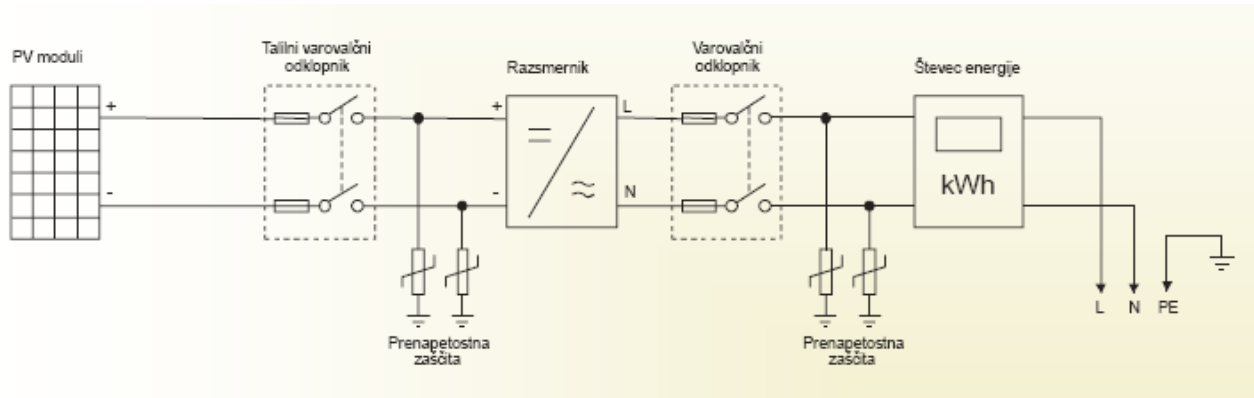 PV moduli
Talilni varovalčni
odklopnik
Razsmernik
Varovalčni
odklopnik
Števec energije
+
-
+
-
L
N
kWh
L N PE
Prenapetostna
zaščita
Prenapetostna
zaščita